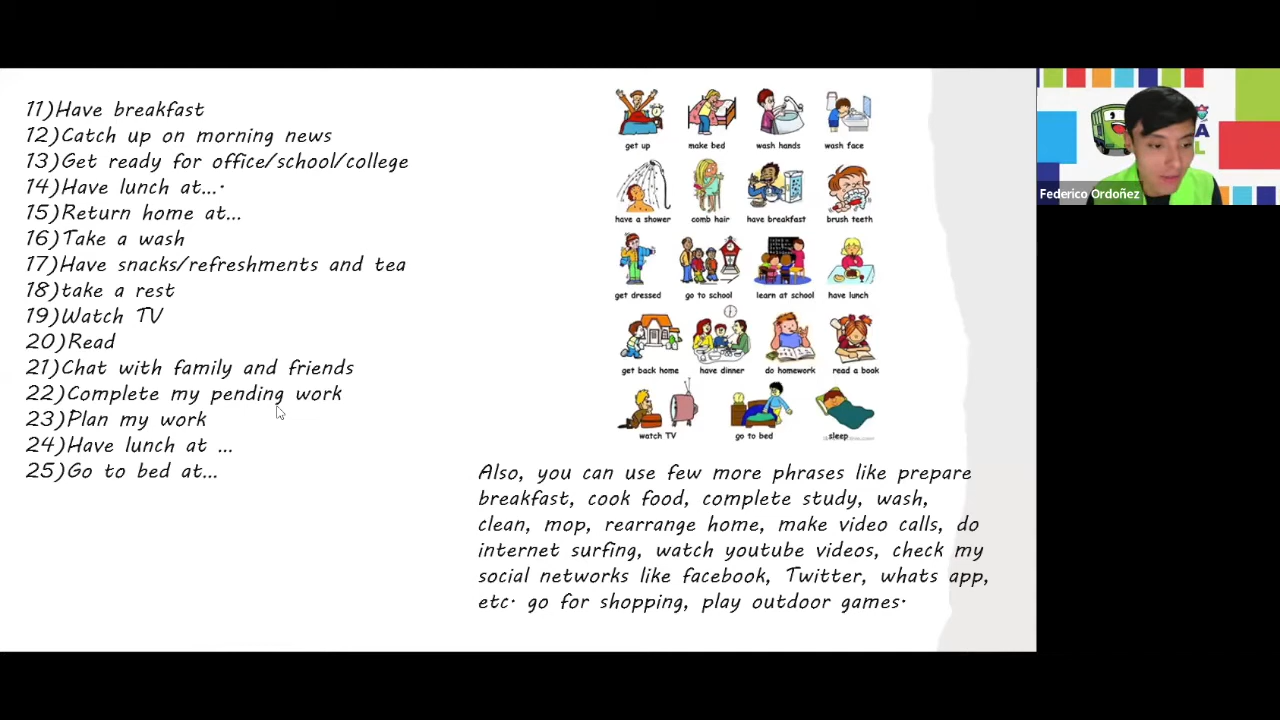 11)Have breakfast
12)Catch up on morning news
13)Get ready for office/school/college
14)Have lunch at....
15)Return home at...
16)Take a wash
17)Have snacks/refreshments and tea
18)take a rest
19)Watch TV
20)Read
21)Chat with family and friends
22)Complete my pending work
23)Plan my work
24)Have lunch at ...
25)Go to bed at...
get up make bed wash hands wash face
have a shower comb hair have breakfast brush teeth
get dressed go to school learn at school have lunch
get back home have dinner do homework read a book
watch TV go to bed sleep
Also, you can use few more phrases like prepare
breakfast, cook food, complete study, wash,
clean, mop, rearrange home, make video calls, do
internet surfing, watch youtube videos, check my
social networks like facebook, Twitter, whats app,
etc. go for shopping, play outdoor games.
Federico Ordoñez